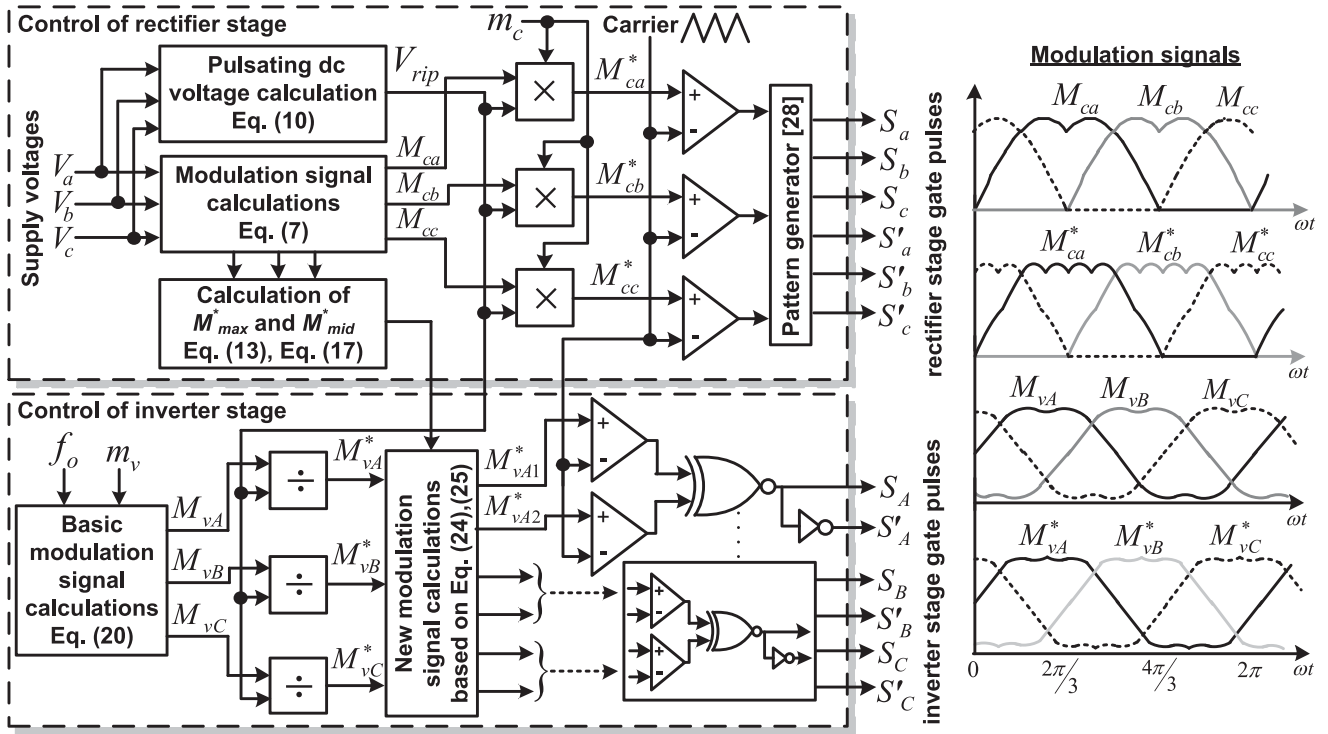 Control of rectifier stage
m_c
Carrier
Supply voltages
V_a
V_b
V_c
Pulsating dc
voltage calculation
Eq. (10)
V_rip
Modulation signal
calculations
Eq. (7)
M_ca
M_cb
M_cc
Calculation of
M*_max and M*_mid
Eq. (13), Eq. (17)
×
×
×
M*_ca
M*_cb
M*_cc
+
-
+
-
+
-
Pattern generator [28]
S_a
S_b
S_c
S'_a
S'_b
S'_c
rectifier stage gate pulses
Control of inverter stage
f_o
m_v
Basic
modulation
signal
calculations
Eq. (20)
M_vA
M_vB
M_vC
÷
÷
÷
M*_vA
M*_vB
M*_vC
New modulation
signal calculations
based on Eq. (24),(25)
M*_vA1
M*_vA2
+
-
+
-
+
-
+
-
S_A
S'_A
S_B
S'_B
S_C
S'_C
inverter stage gate pulses
Modulation signals
M_ca
M_cb
M_cc
ωt
M*_ca
M*_cb
M*_cc
ωt
M_vA
M_vB
M_vC
ωt
M*_vA
M*_vB
M*_vC
0
2π/3
4π/3
2π
ωt